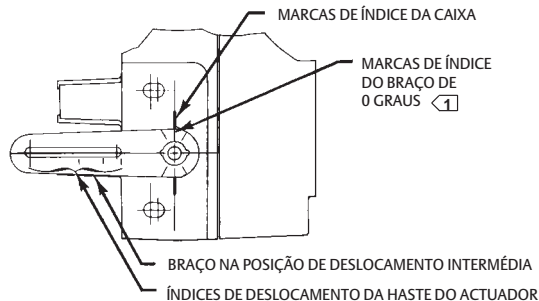 MARCAS DE ÍNDICE DA CAIXA
MARCAS DE ÍNDICE
DO BRAÇO DE
0 GRAUS 1
BRAÇO NA POSIÇÃO DE DESLOCAMENTO INTERMÉDIA
ÍNDICES DE DESLOCAMENTO DA HASTE DO ACTUADOR